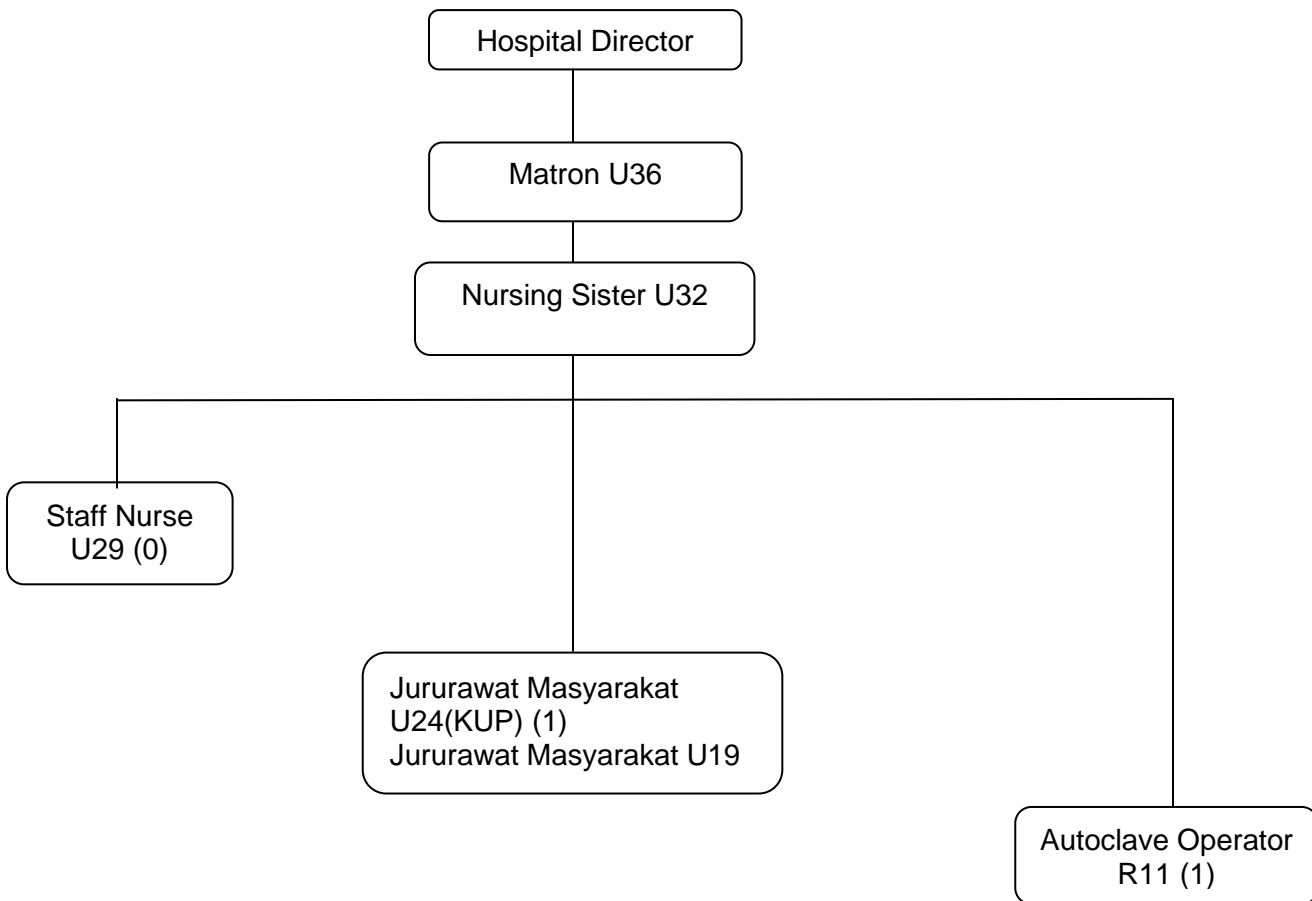 Hospital Director
Matron U36
Nursing Sister U32
Staff Nurse
U29 (0)
Jururawat Masyarakat
U24(KUP) (1)
Jururawat Masyarakat U19
Autoclave Operator
R11 (1)